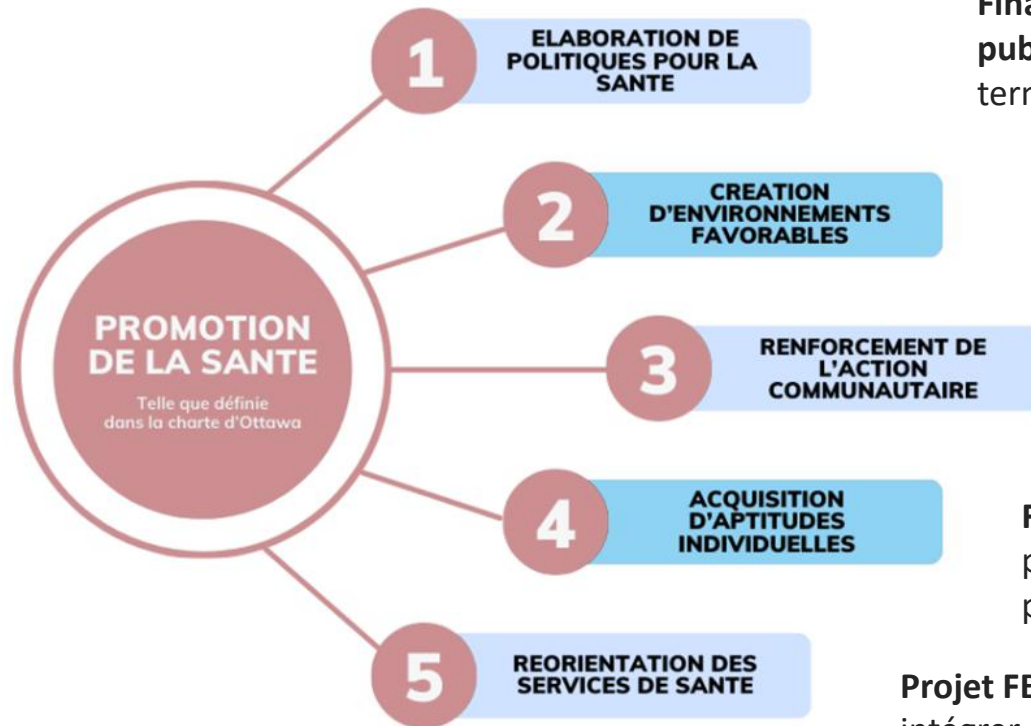 1
ELABORATION DE
POLITIQUES POUR LA
SANTE
2
CREATION
D'ENVIRONNEMENTS
FAVORABLES
PROMOTION
DE LA SANTE
Telle que définie
dans la charte d'Ottawa
3
RENFORCEMENT DE
L'ACTION
COMMUNAUTAIRE
4
ACQUISITION
D'APTITUDES
INDIVIDUELLES
5
REORIENTATION DES
SERVICES DE SANTE
Projet